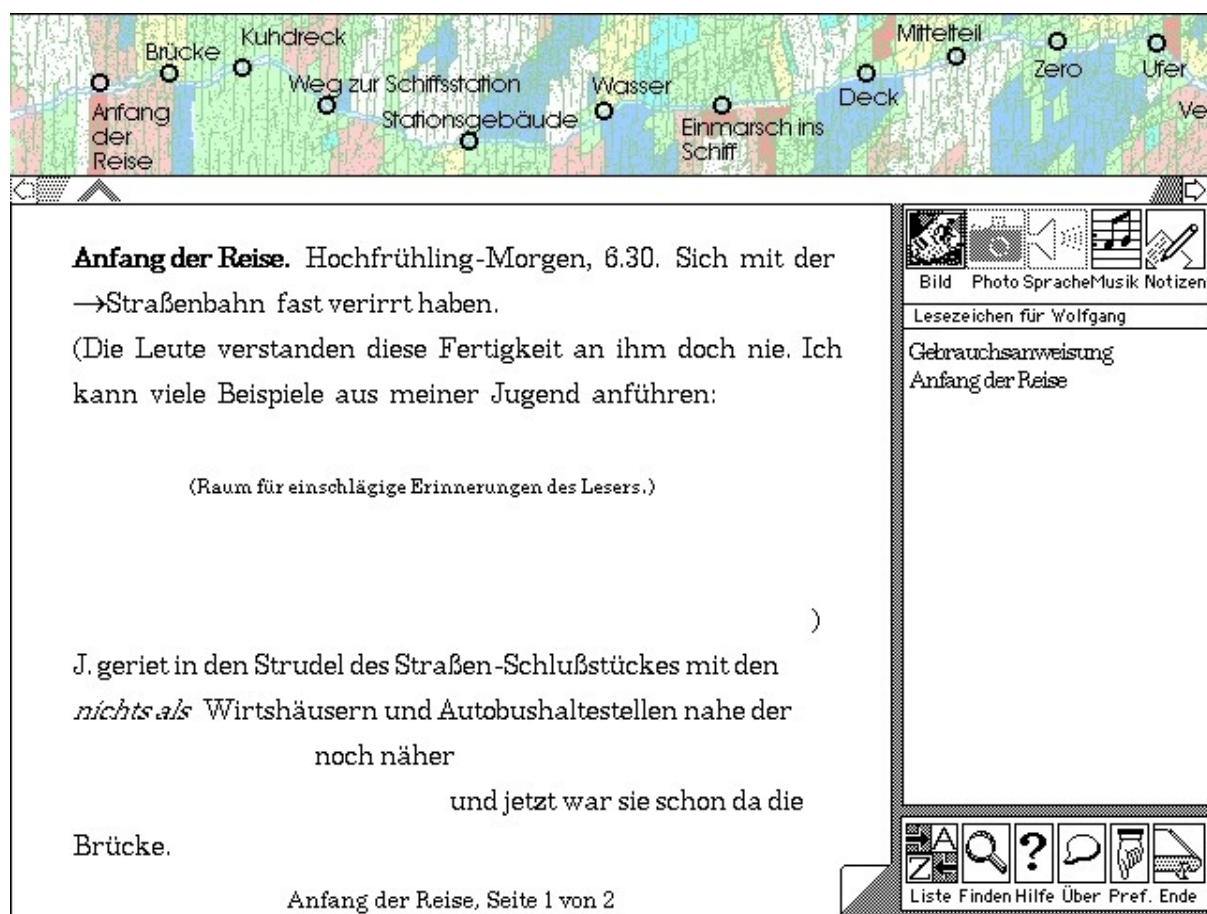 Brücke
Kuhdreck
Mittelteil
Zero
Ufer
Anfang
der
Reise
Weg zur Schiffsstation
Stationsgebäude
Wasser
Einmarsch ins
Schiff
Deck
Ve
Anfang der Reise. Hochfrühling-Morgen, 6.30. Sich mit der
→Straßenbahn fast verirrt haben.
(Die Leute verstanden diese Fertigkeit an ihm doch nie. Ich
kann viele Beispiele aus meiner Jugend anführen:
(Raum für einschlägige Erinnerungen des Lesers.)
)
J. geriet in den Strudel des Straßen-Schlußstückes mit den
nichts als Wirtshäusern und Autobushaltestellen nahe der
noch näher
und jetzt war sie schon da die
Brücke.
Anfang der Reise, Seite 1 von 2
Bild Photo Sprache Musik Notizen
Lesezeichen für Wolfgang
Gebrauchsanweisung
Anfang der Reise
A
Z
?
Liste Finden Hilfe Über Pref. Ende